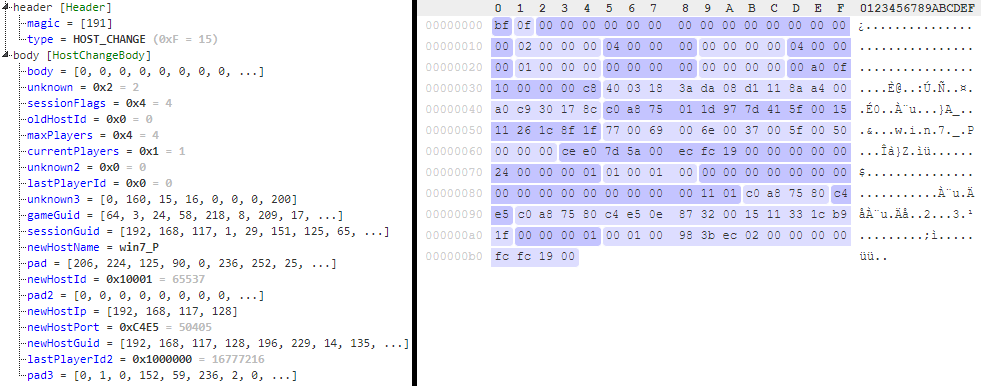 header [Header]
magic = [191]
type = HOST_CHANGE (0xF = 15)
body [HostChangeBody]
body = [0, 0, 0, 0, 0, 0, 0, 0, ...]
unknown = 0x2 = 2
sessionFlags = 0x4 = 4
oldHostId = 0x0 = 0
maxPlayers = 0x4 = 4
currentPlayers = 0x1 = 1
unknown2 = 0x0 = 0
lastPlayerId = 0x0 = 0
unknown3 = [0, 160, 15, 16, 0, 0, 0, 200]
gameGuid = [64, 3, 24, 58, 218, 8, 209, 17, ...]
sessionGuid = [192, 168, 117, 1, 29, 151, 125, 65, ...]
newHostName = win7_P
pad = [206, 224, 125, 90, 0, 236, 252, 25, ...]
newHostId = 0x10001 = 65537
pad2 = [0, 0, 0, 0, 0, 0, 0, 0, ...]
newHostIp = [192, 168, 117, 128]
newHostPort = 0xC4E5 = 50405
newHostGuid = [192, 168, 117, 128, 196, 229, 14, 135, ...]
lastPlayerId2 = 0x1000000 = 16777216
pad3 = [0, 1, 0, 152, 59, 236, 2, 0, ...]
0 1 2 3 4 5 6 7 8 9 A B C D E F 0123456789ABCDEF
00000000 bf 0f 00 00 00 00 00 00 00 00 00 00 00 00 00 00 ¿...............
00000010 00 02 00 00 00 04 00 00 00 00 00 00 00 04 00 00 ................
00000020 00 01 00 00 00 00 00 00 00 00 00 00 00 00 a0 0f ................
00000030 10 00 00 00 c8 40 03 18 3a da 08 d1 11 8a a4 00 ....È@..:Ú.Ñ..¤.
00000040 a0 c9 30 17 8c c0 a8 75 01 1d 97 7d 41 5f 00 15 .É0..À¨u...}A_..
00000050 11 26 1c 8f 1f 77 00 69 00 6e 00 37 00 5f 00 50 .&...w.i.n.7._.P
00000060 00 00 00 ce e0 7d 5a 00 ec fc 19 00 00 00 00 00 ...Îà}Z.ìü......
00000070 24 00 00 00 01 01 00 01 00 00 00 00 00 00 00 00 $...............
00000080 00 00 00 00 00 00 00 00 00 11 01 c0 a8 75 80 c4 ...........À¨u.Ä
00000090 e5 c0 a8 75 80 c4 e5 0e 87 32 00 15 11 33 1c b9 åÀ¨u.Äå..2...3.¹
000000a0 1f 00 00 00 01 00 01 00 98 3b ec 02 00 00 00 00 .........;ì.....
000000b0 fc fc 19 00 üü..